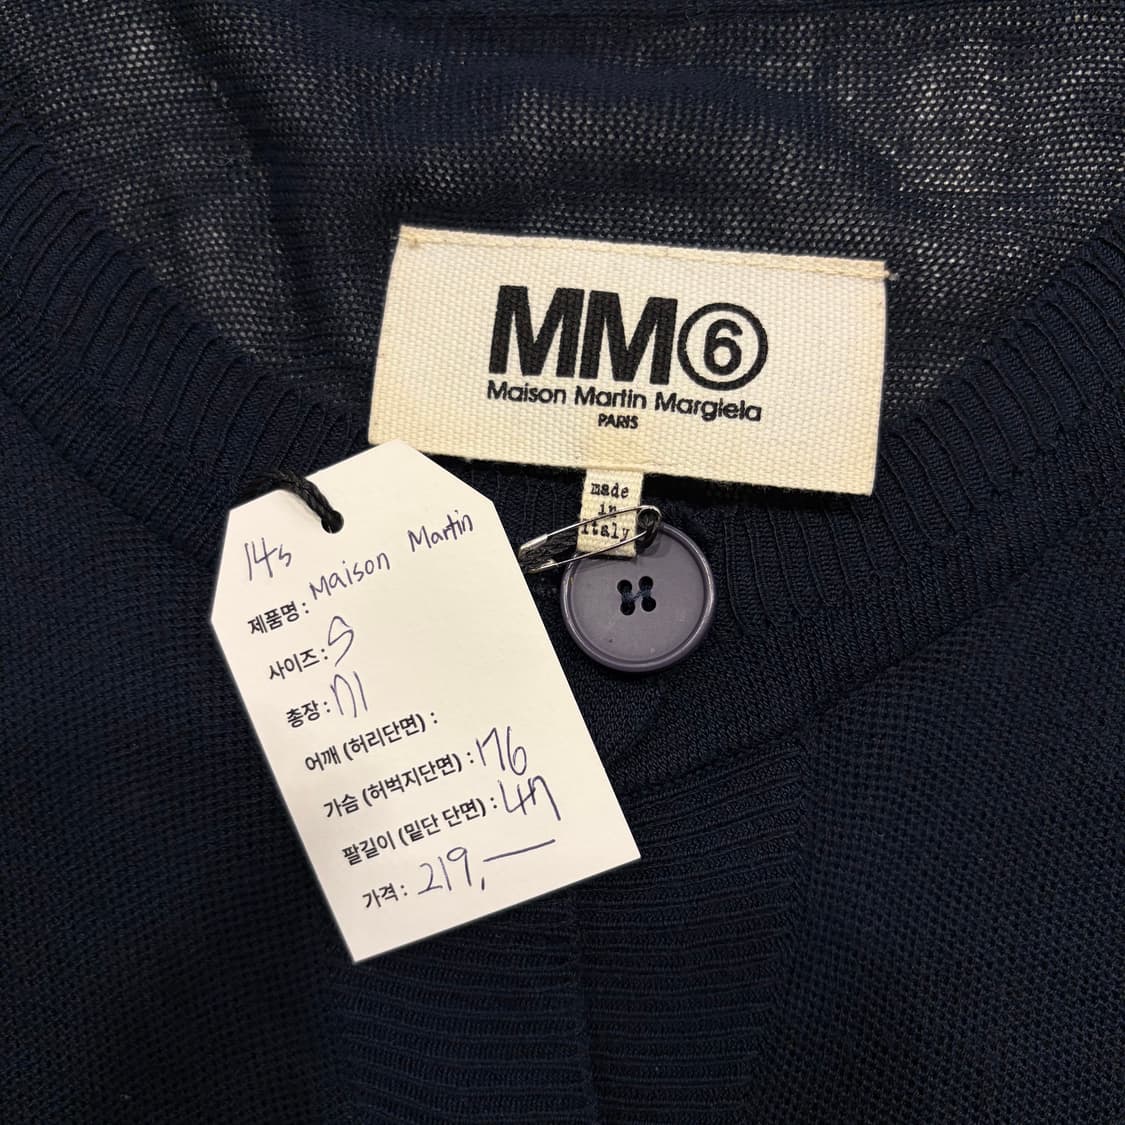 MM⑥
Maison Martin Margiela
PARIS
made
in
italy
14s
제품명 : Maison Martin
사이즈 : S
총장 : 71
어깨 (허리단면) :
가슴 (허벅지단면) : 176
팔길이 (밑단 단면) : 47
가격 : 219,—